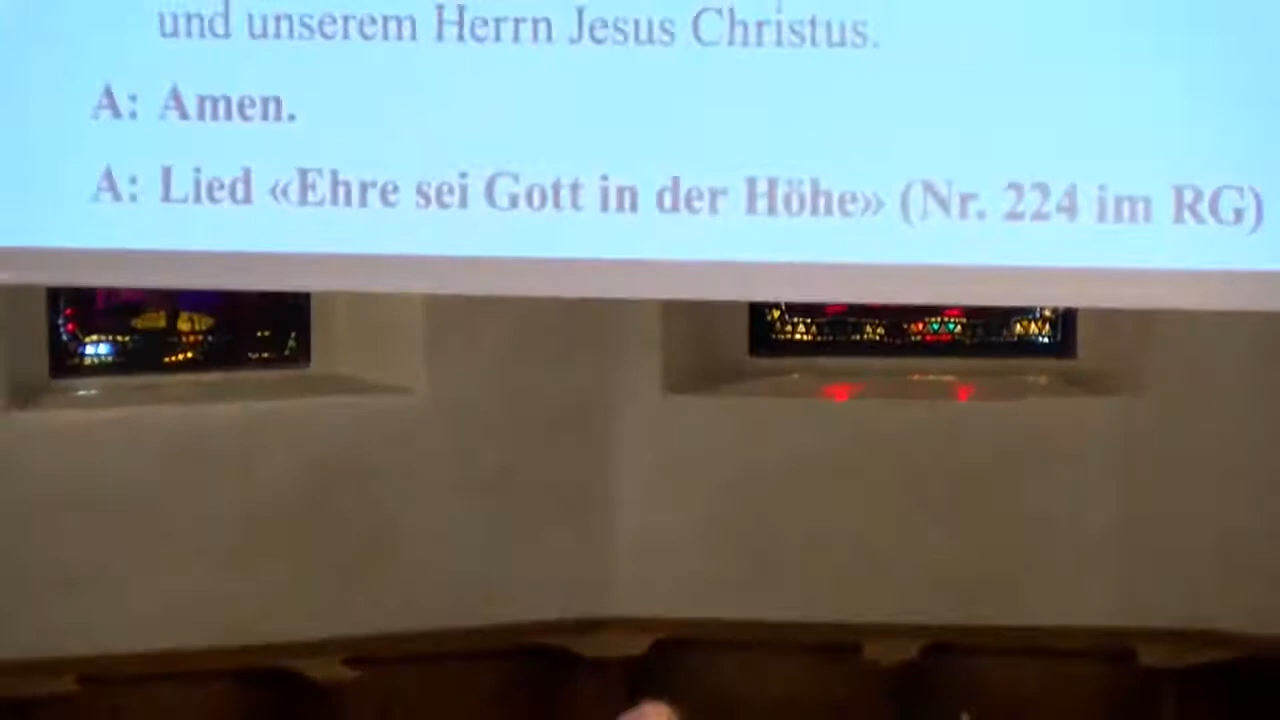 und unserem Herrn Jesus Christus.
A: Amen.
A: Lied «Ehre sei Gott in der Höhe» (Nr. 224 im RG)